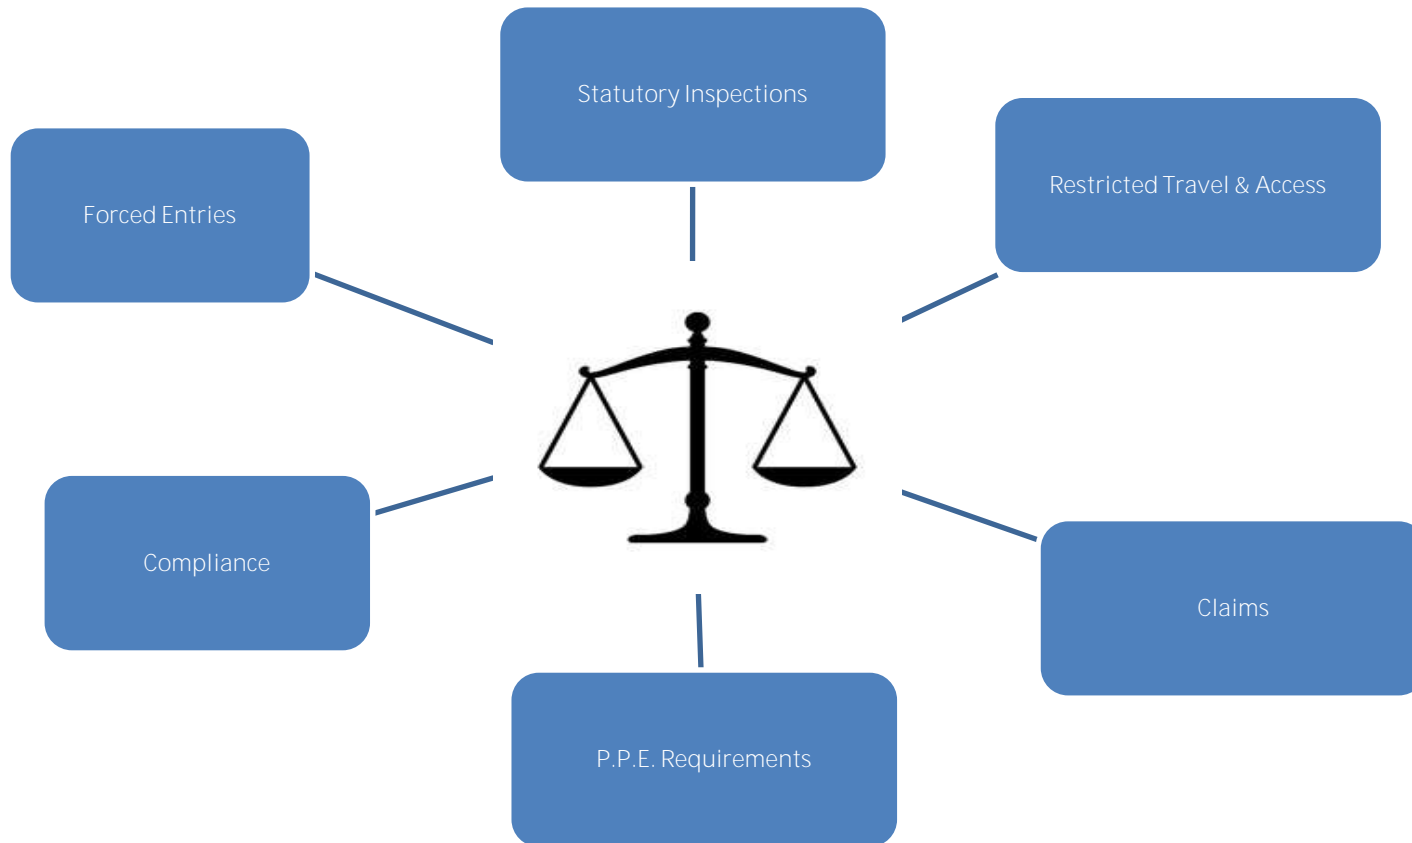 Statutory Inspections
Restricted Travel & Access
Forced Entries
Compliance
Claims
P.P.E. Requirements